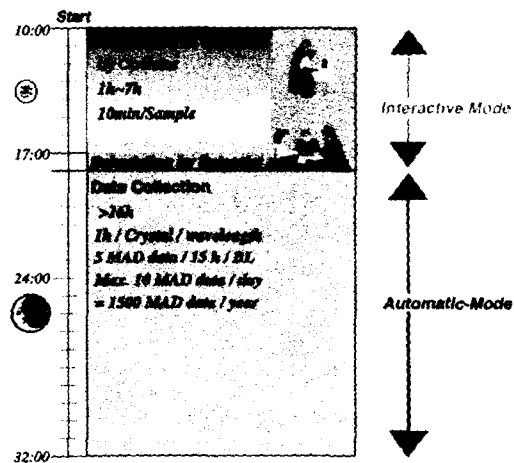 Start
10:00
1h~7h
10min/Sample
Interactive Mode
17:00
Data Collection
>16h
1h / Crystal / wavelength
5 MAD data / 15 h / BL
24:00
Max. 10 MAD data / day
= 1500 MAD data / year
Automatic-Mode
32:00